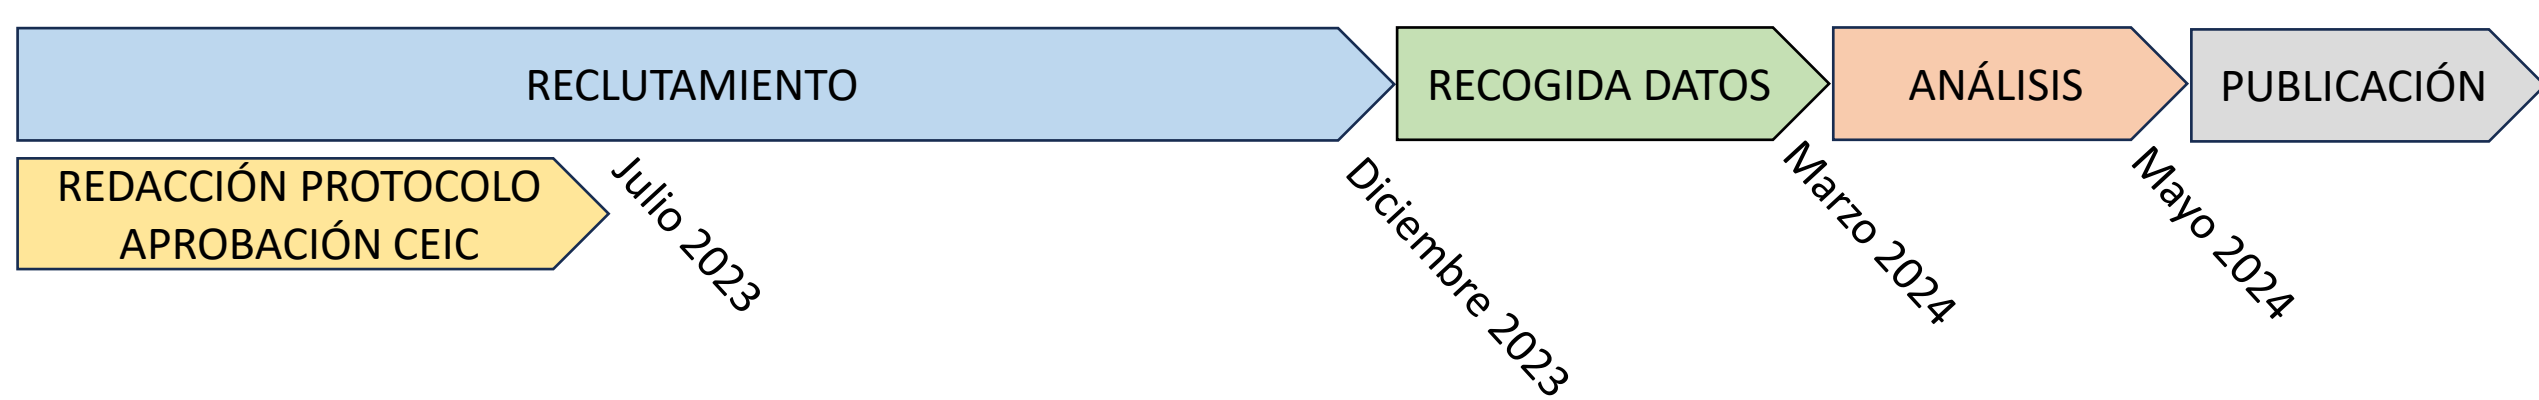 RECLUTAMIENTO
RECOGIDA DATOS
ANÁLISIS
PUBLICACIÓN
REDACCIÓN PROTOCOLO
APROBACIÓN CEIC
Julio 2023
Diciembre 2023
Marzo 2024
Mayo 2024